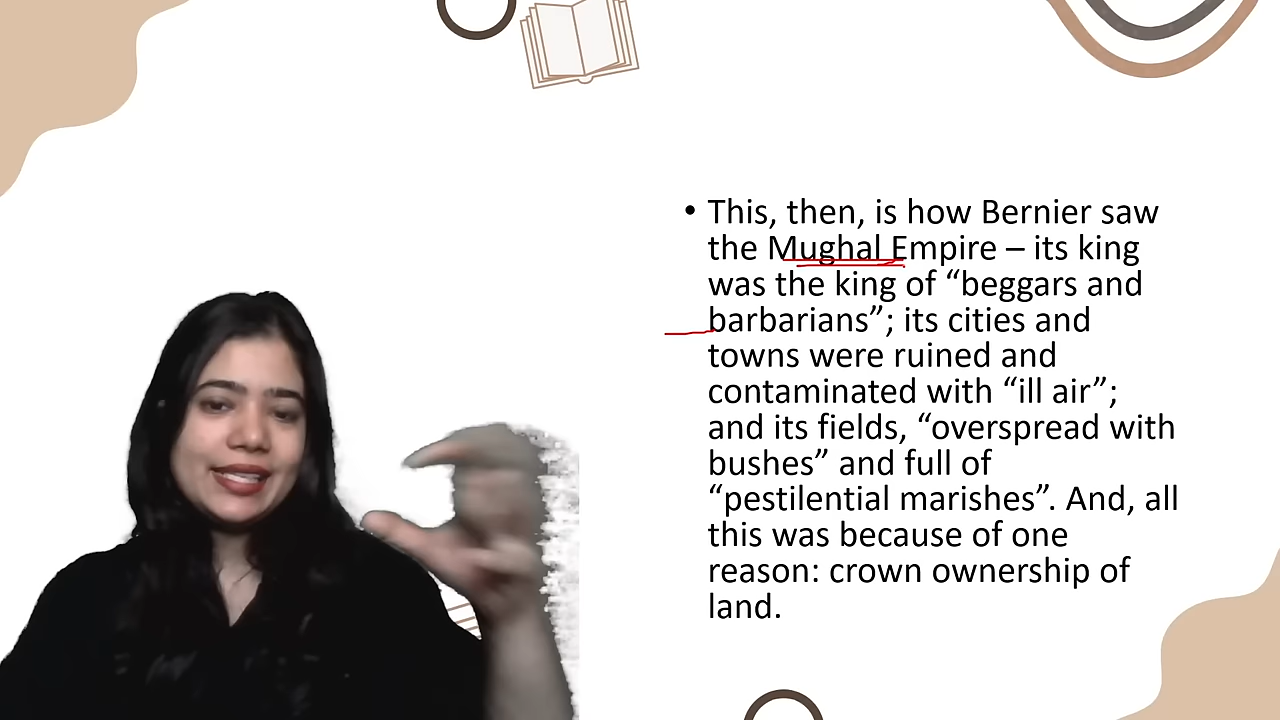 • This, then, is how Bernier saw
the Mughal Empire – its king
was the king of “beggars and
barbarians”; its cities and
towns were ruined and
contaminated with “ill air”;
and its fields, “overspread with
bushes” and full of
“pestilential marishes”. And, all
this was because of one
reason: crown ownership of
land.